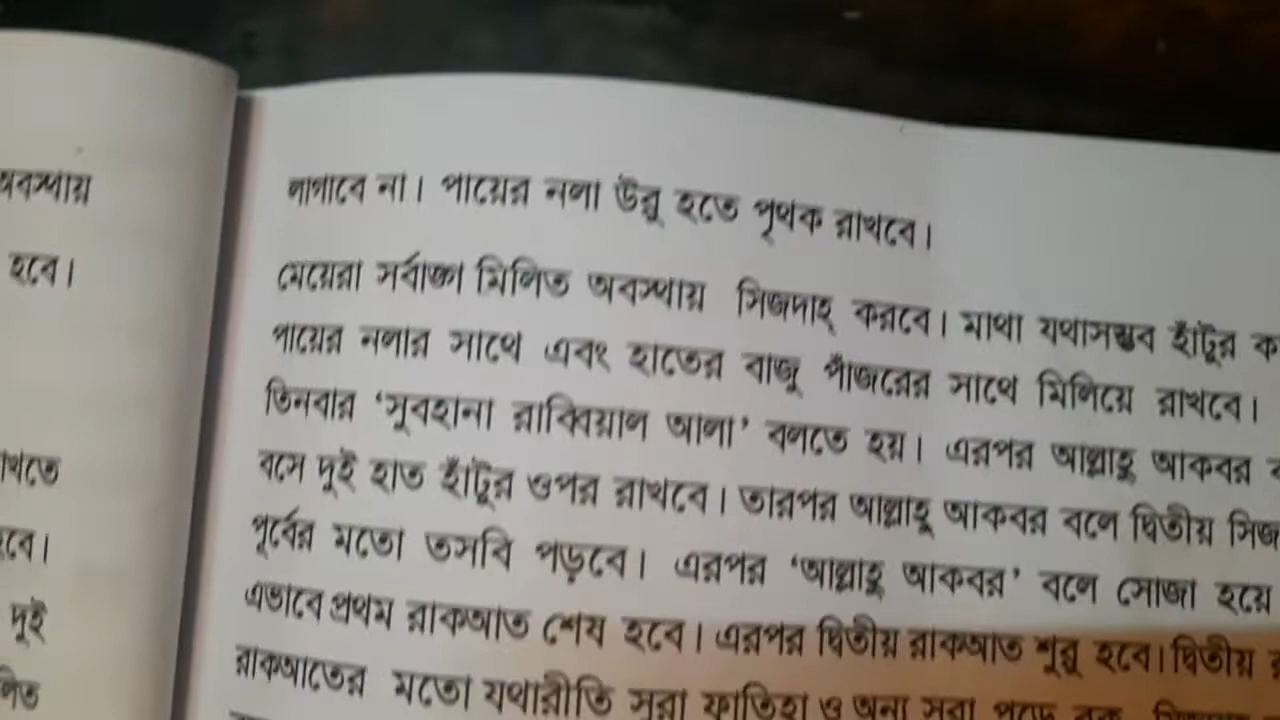 অবস্থায়
হবে।
দুই
লাগাবে না। পায়ের নলা উরু হতে পৃথক রাখবে।
মেয়েরা সর্বাঙ্গ মিলিত অবস্থায় সিজদাহ্ করবে। মাথা যথাসম্ভব হাঁটুর
পায়ের নলার সাথে এবং হাতের বাজু পাঁজরের সাথে মিলিয়ে রাখবে।
তিনবার ‘সুবহানা রাব্বিয়াল আলা’ বলতে হয়। এরপর আল্লাহু আকবর
বসে দুই হাত হাঁটুর ওপর রাখবে। তারপর আল্লাহু আকবর বলে দ্বিতীয়
পূর্বের মতো তসবি পড়বে। এরপর ‘আল্লাহু আকবর’ বলে সোজা হয়ে
এভাবে প্রথম রাকআত শেষ হবে। এরপর দ্বিতীয় রাকআত শুরু হবে। দ্বিতীয়
রাকআতের মতো যথারীতি সূরা ফাতিহা ও অন্য সূরা পড়ে